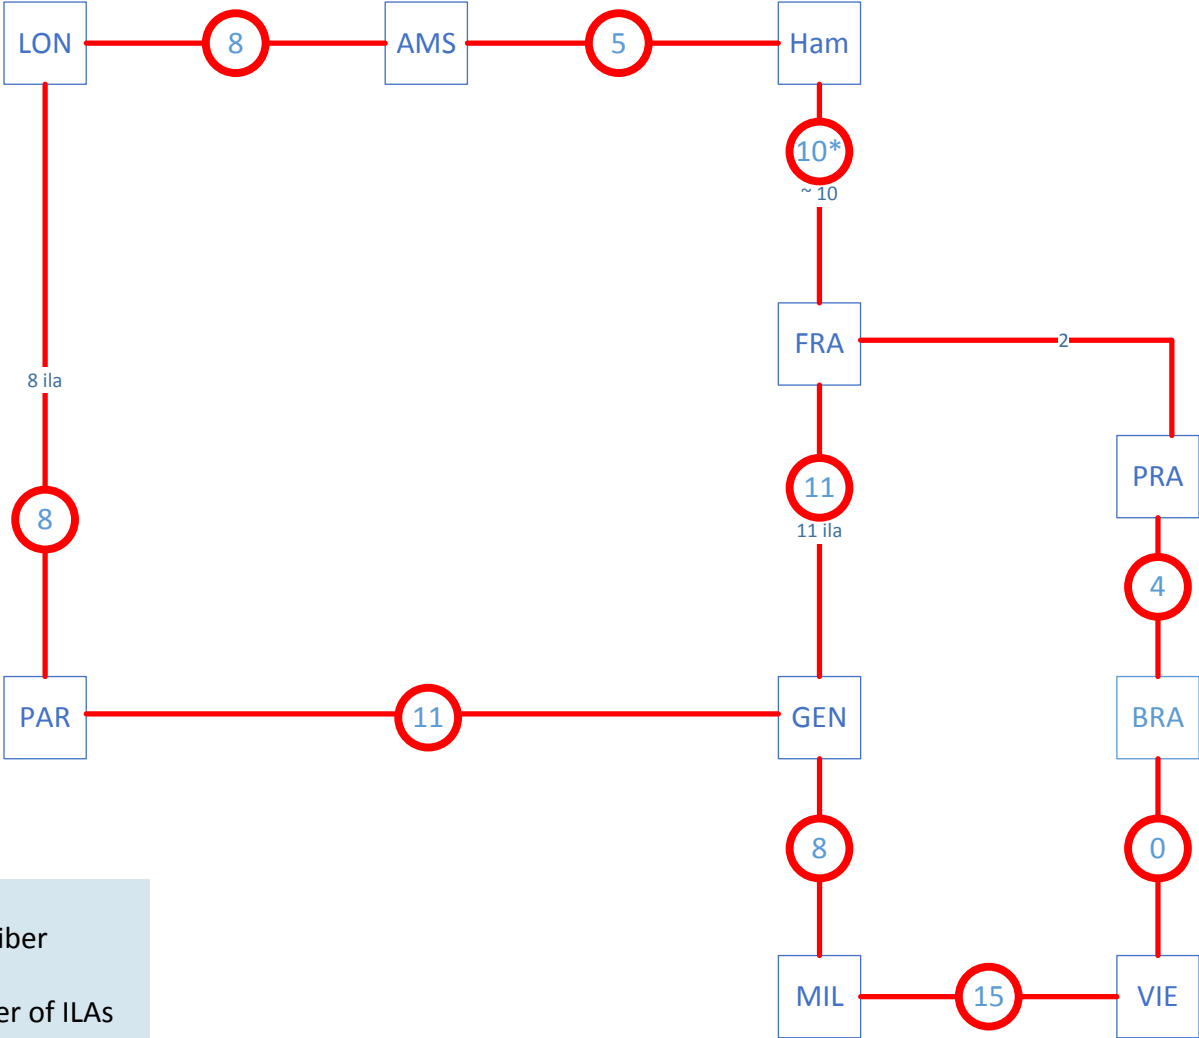 LON 8 AMS 5 Ham
10*
~ 10
FRA 2
8 ila
11
PRA
8
11 ila
4
PAR 11 GEN BRA
8 0
iber
MIL 15 VIE
er of ILAs